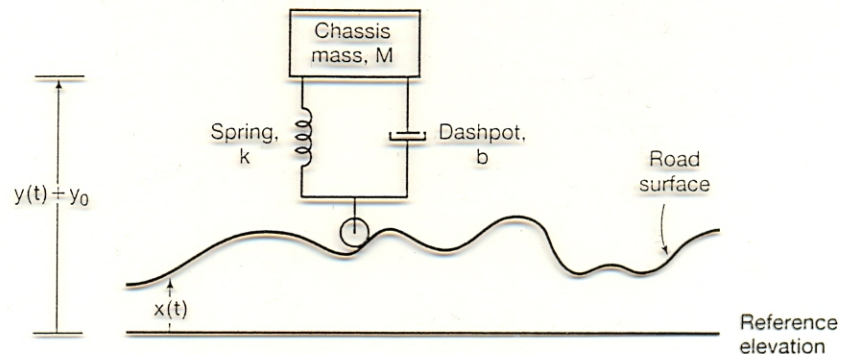 Chassis
mass, M
Spring,
k
Dashpot,
b
Road
surface
y(t) + y₀
x(t)
Reference
elevation